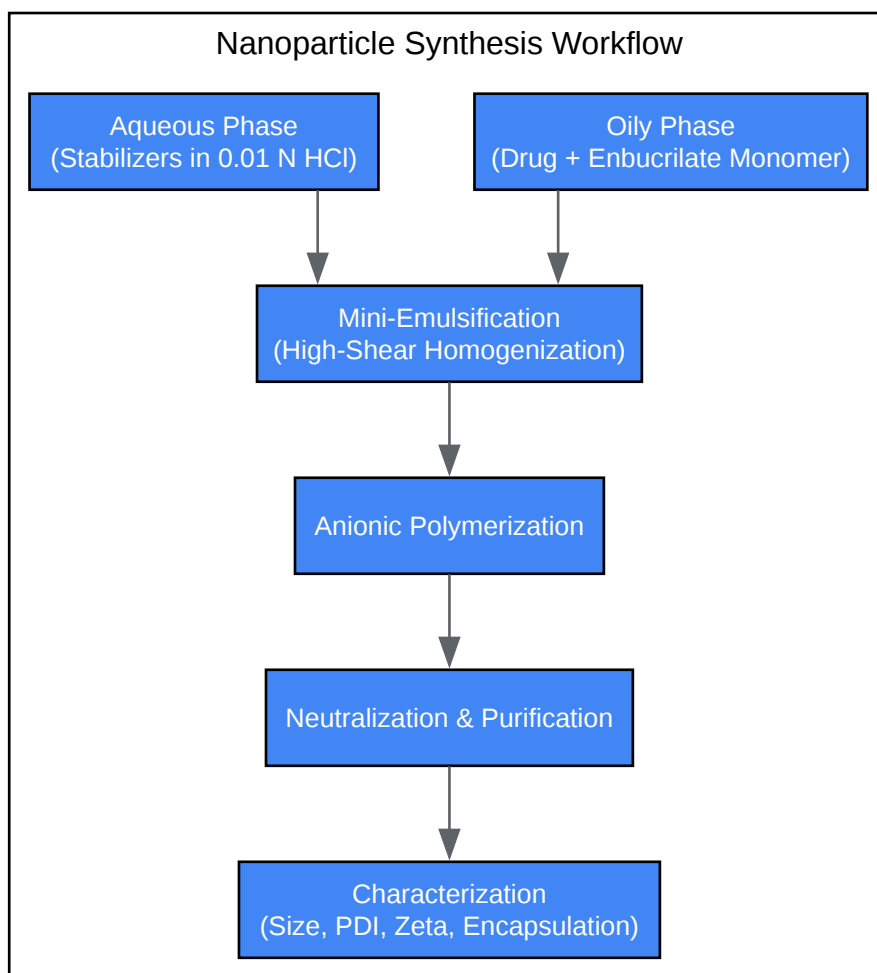 Nanoparticle Synthesis Workflow
Aqueous Phase
(Stabilizers in 0.01 N HCl)
Oily Phase
(Drug + Enbucrilate Monomer)
Mini-Emulsification
(High-Shear Homogenization)
Anionic Polymerization
Neutralization & Purification
Characterization
(Size, PDI, Zeta, Encapsulation)